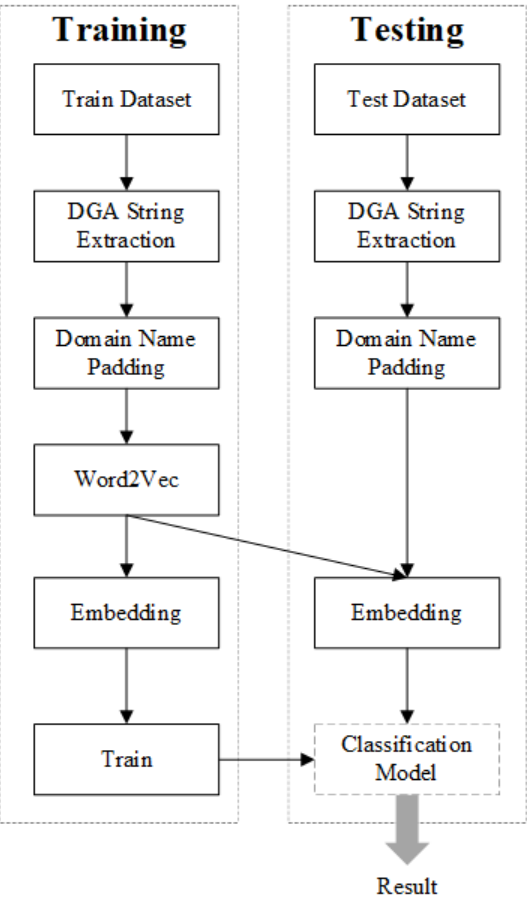 Training
Train Dataset
DGA String
Extraction
Domain Name
Padding
Word2Vec
Embedding
Train
Testing
Test Dataset
DGA String
Extraction
Domain Name
Padding
Embedding
Classification
Model
Result